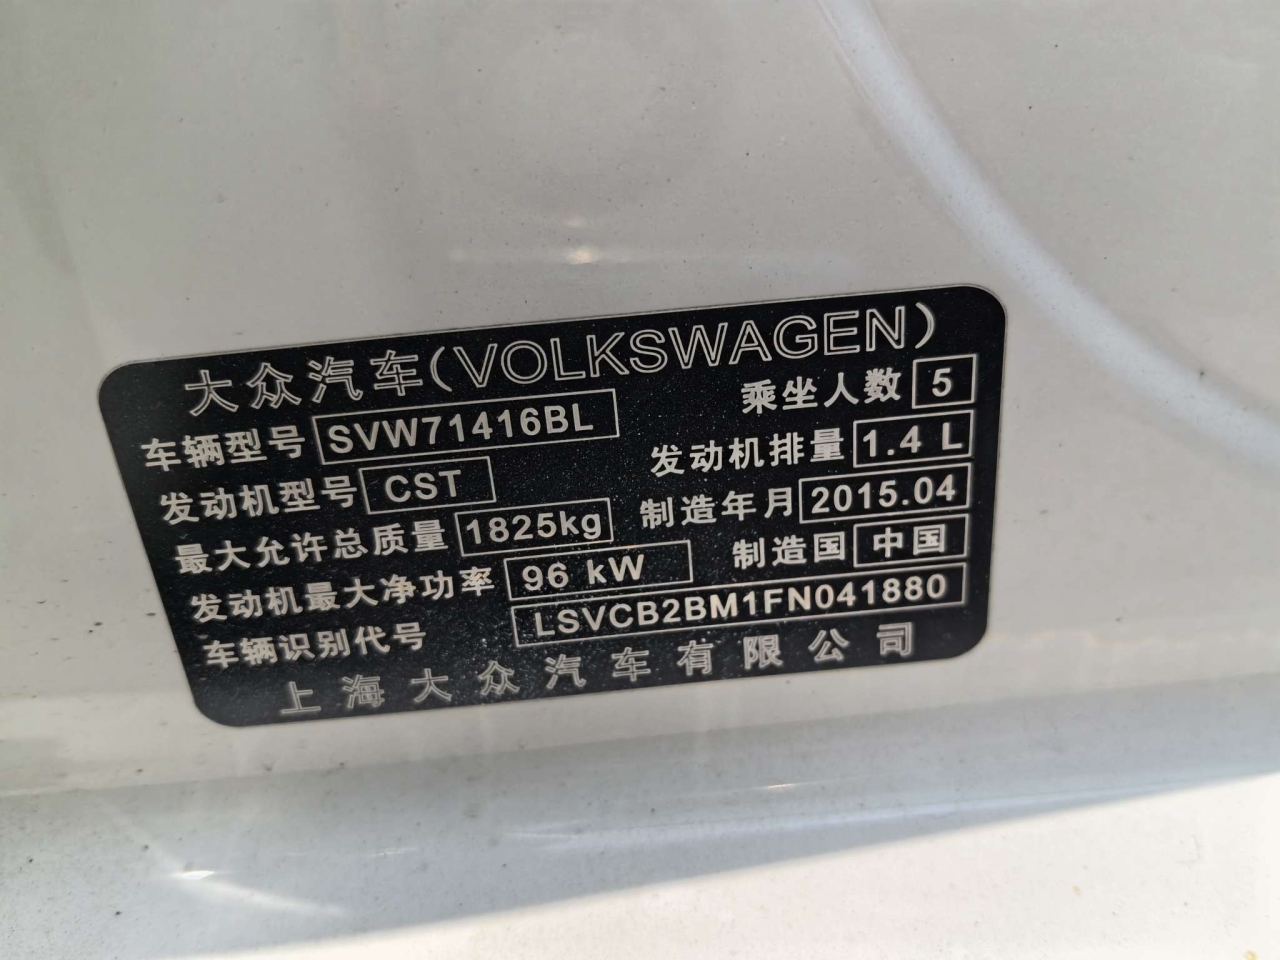 大众汽车(VOLKSWAGEN)
车辆型号 SVW71416BL 乘坐人数 5
发动机型号 CST 发动机排量 1.4 L
最大允许总质量 1825kg 制造年月 2015.04
发动机最大净功率 96 kW 制造国 中国
车辆识别代号 LSVCB2BM1FN041880
上海大众汽车有限公司